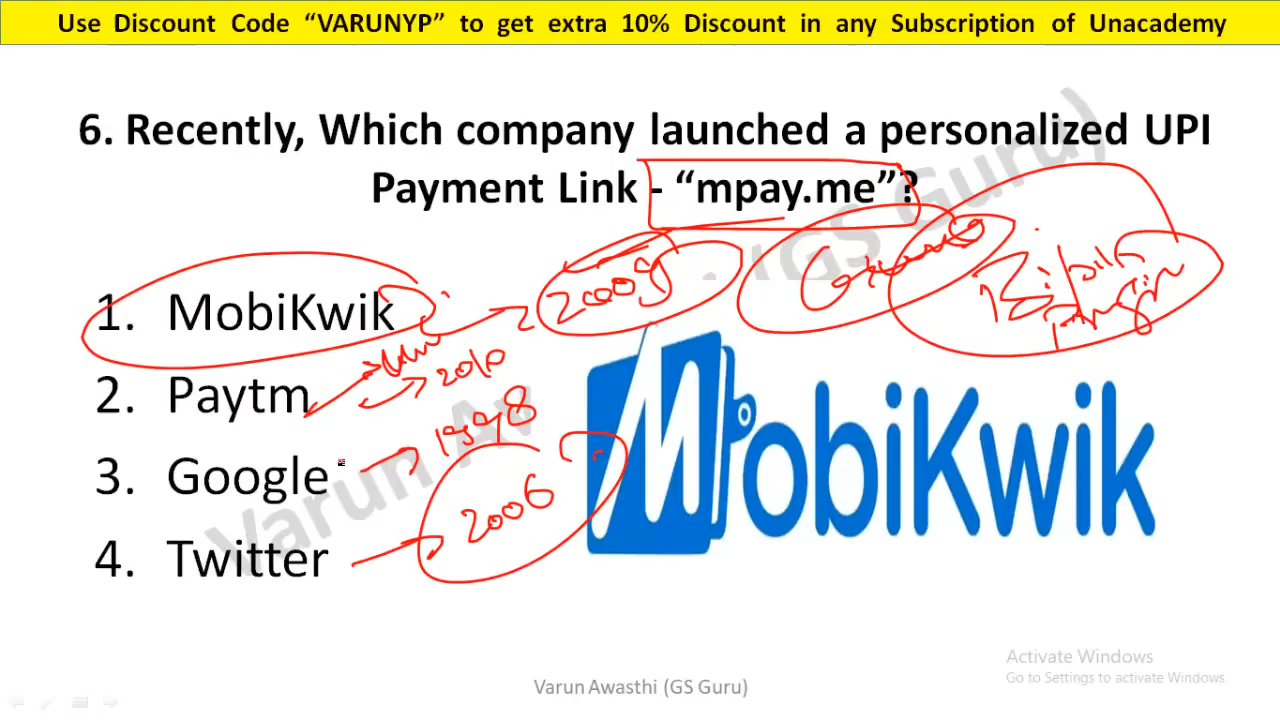 Use Discount Code “VARUNYP” to get extra 10% Discount in any Subscription of Unacademy
6. Recently, Which company launched a personalized UPI
Payment Link - “mpay.me”?
1. MobiKwik
2009
2. Paytm
2010
3. Google
1998
4. Twitter
2006
MobiKwik
Varun Awasthi (GS Guru)
Activate Windows
Go to Settings to activate Windows.